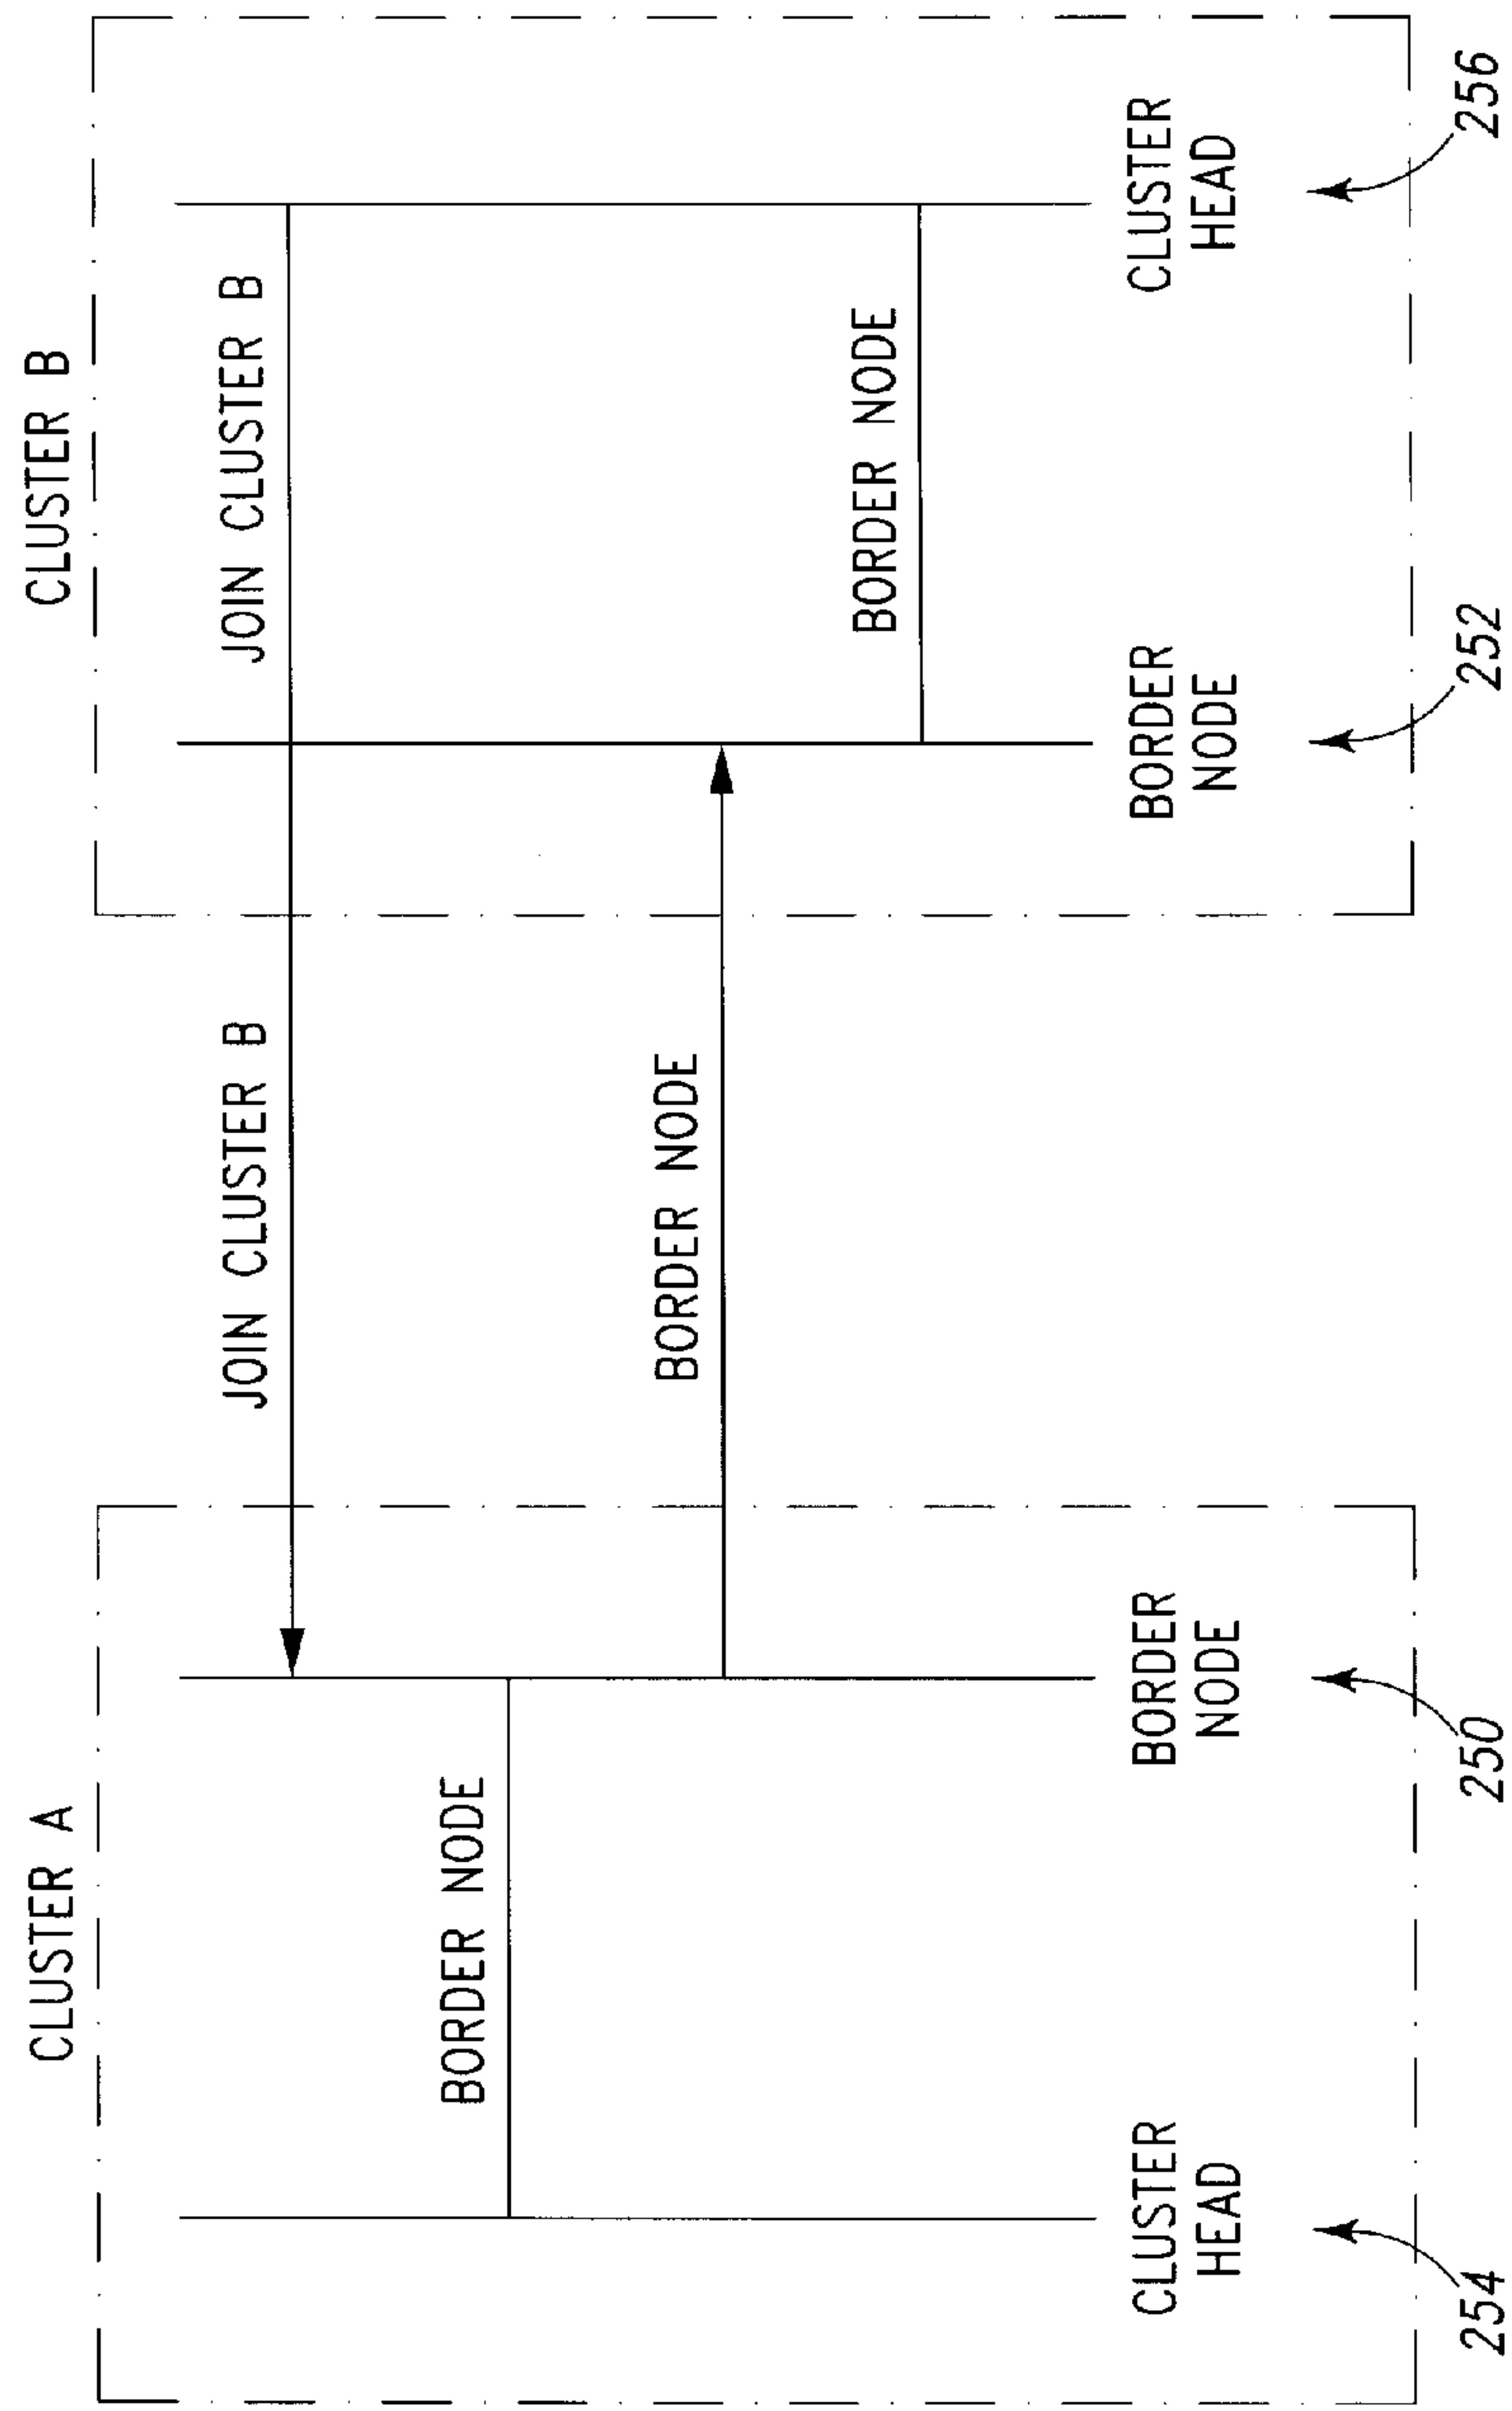 CLUSTER A
CLUSTER B
JOIN CLUSTER B
JOIN CLUSTER B
BORDER NODE
BORDER NODE
BORDER NODE
CLUSTER
HEAD
BORDER
NODE
BORDER
NODE
CLUSTER
HEAD
254
250
252
256